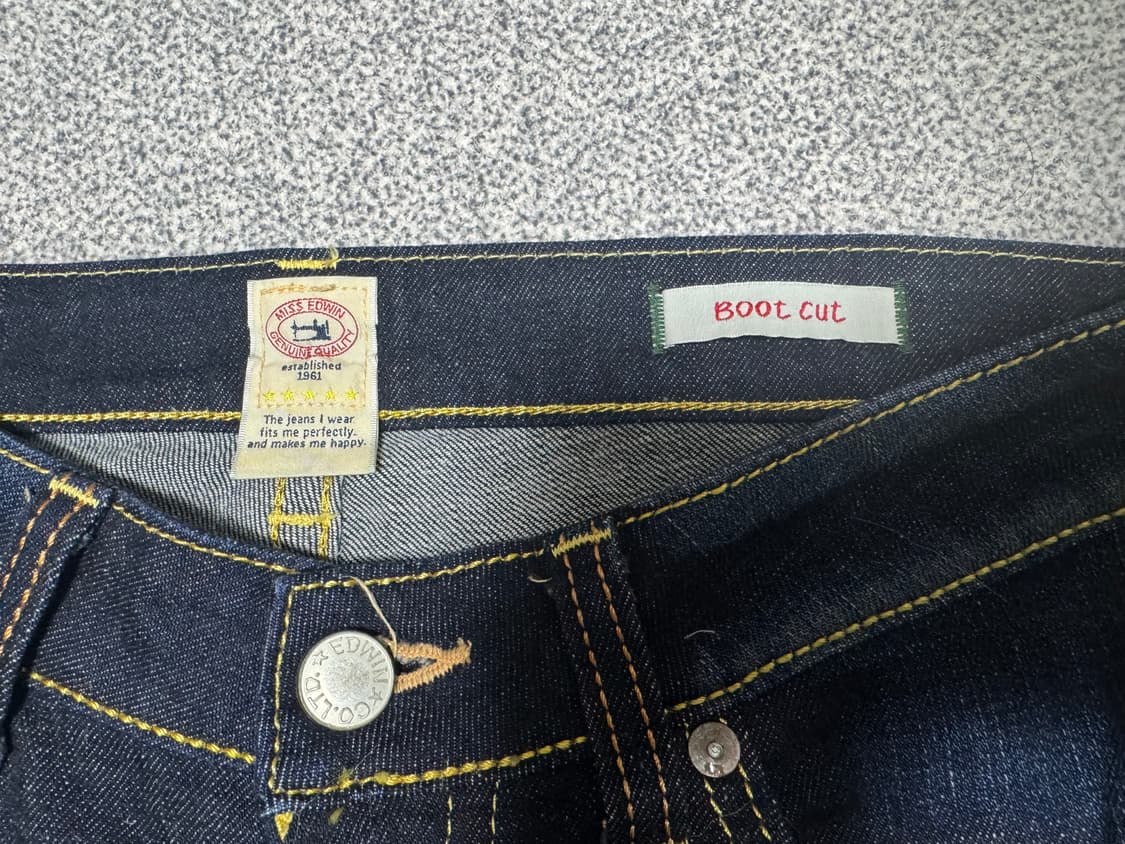 MISS EDWIN
GENUINE QUALITY
established
1961
The jeans I wear
fits me perfectly.
and makes me happy.
BOOT CUT
EDWIN CO.LTD.